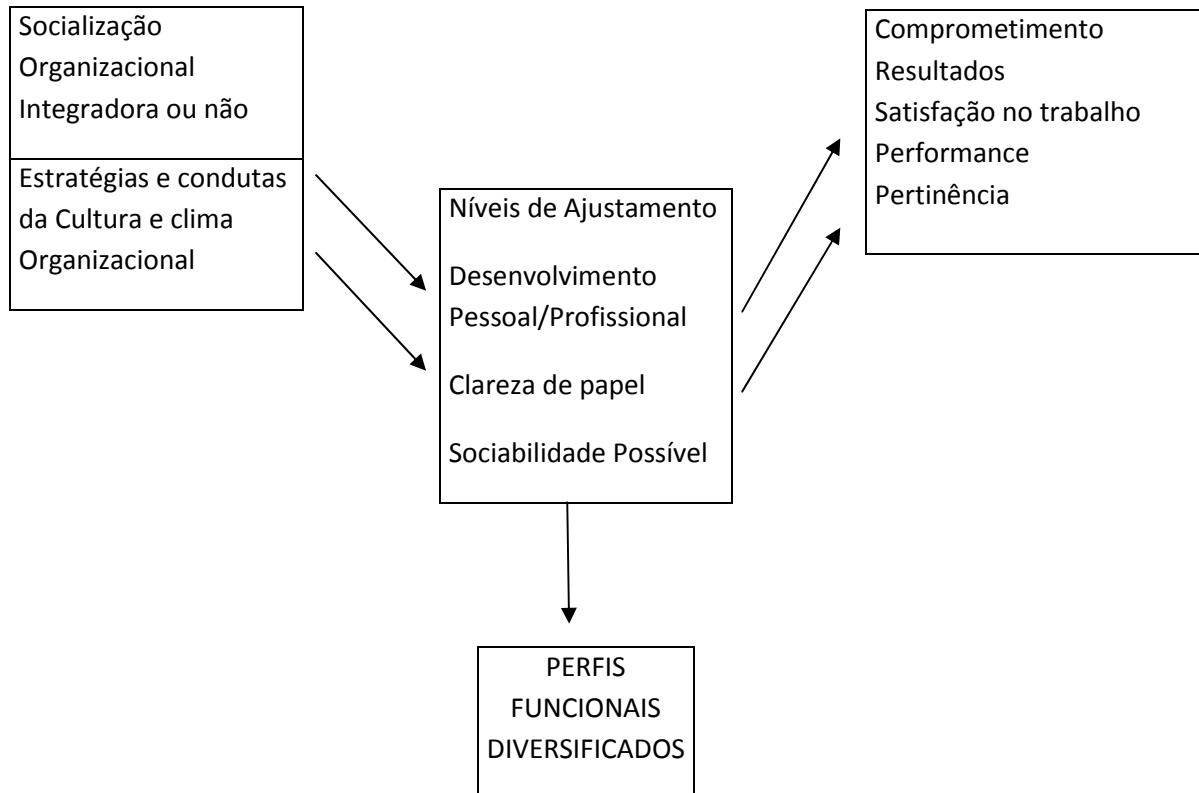 Socialização
Organizacional
Integradora ou não
Estratégias e condutas
da Cultura e clima
Organizacional
Níveis de Ajustamento
Desenvolvimento
Pessoal/Profissional
Clareza de papel
Sociabilidade Possível
Comprometimento
Resultados
Satisfação no trabalho
Performance
Pertinência
PERFIS
FUNCIONAIS
DIVERSIFICADOS